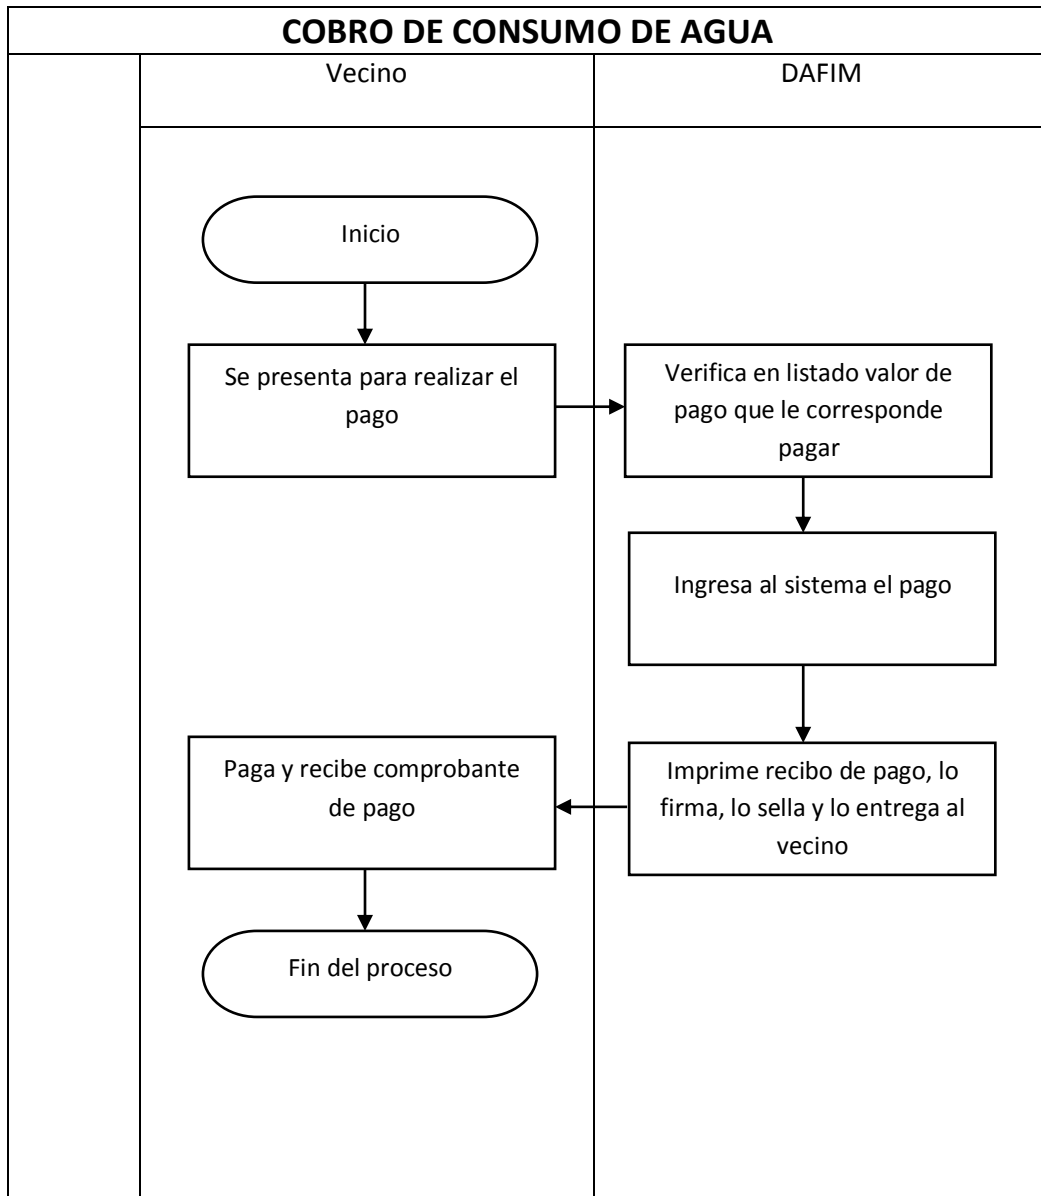 COBRO DE CONSUMO DE AGUA
Vecino
DAFIM
Inicio
Se presenta para realizar el
pago
Verifica en listado valor de
pago que le corresponde
pagar
Ingresa al sistema el pago
Imprime recibo de pago, lo
firma, lo sella y lo entrega al
vecino
Paga y recibe comprobante
de pago
Fin del proceso